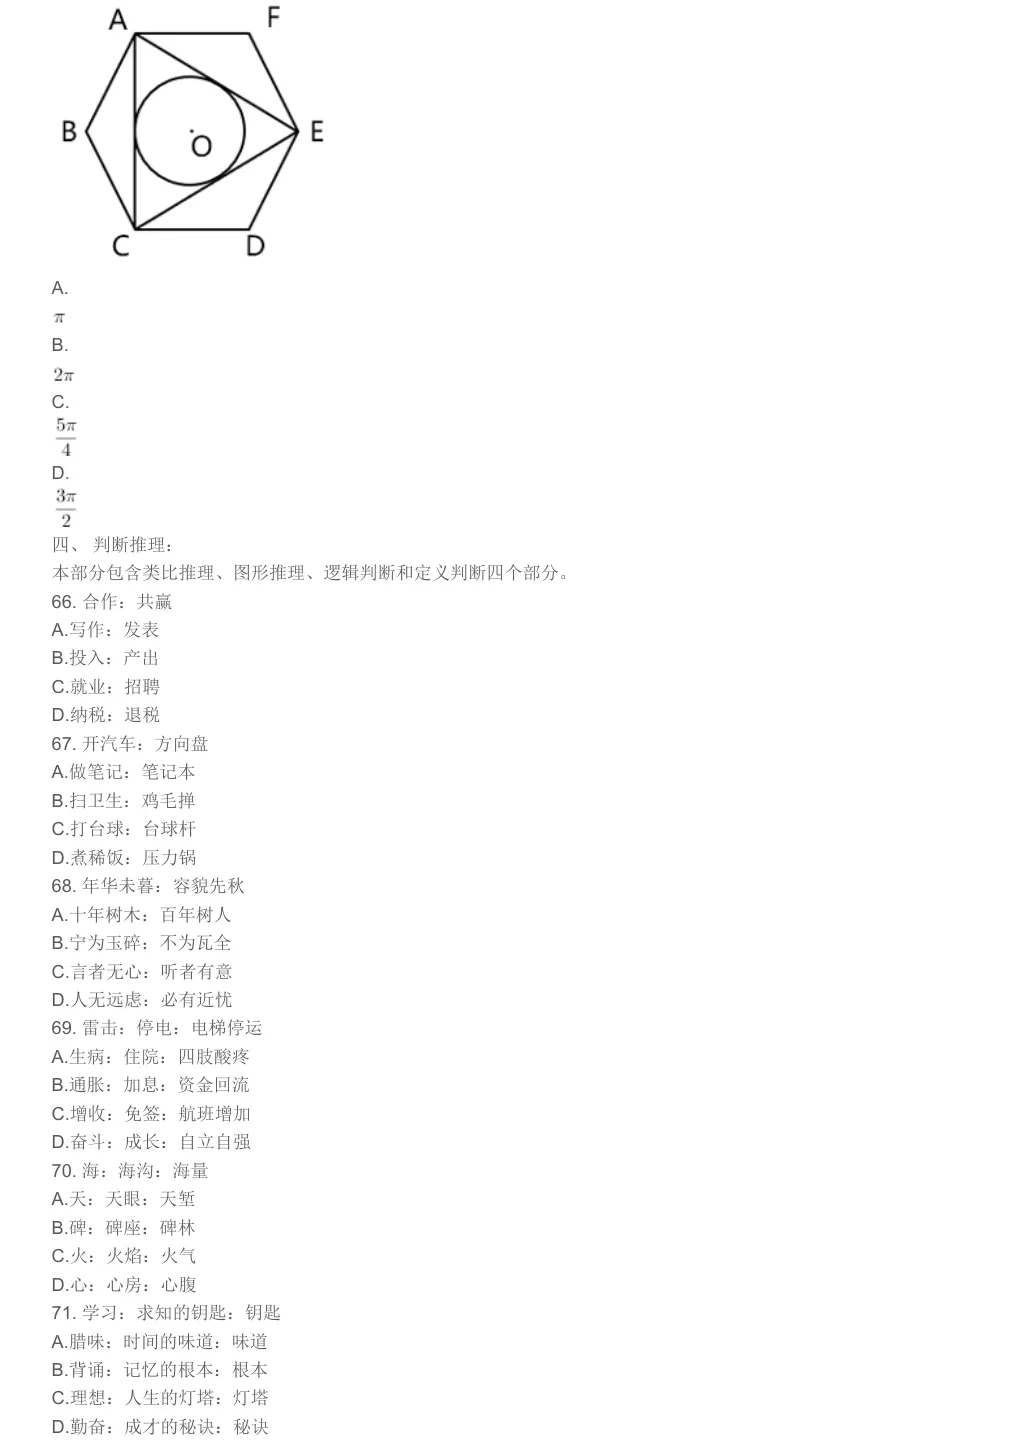 A F
B E
O
C D
A.
π
B.
2π
C.
5π/4
D.
3π/2
四、 判断推理：
本部分包含类比推理、图形推理、逻辑判断和定义判断四个部分。
66. 合作：共赢
A.写作：发表
B.投入：产出
C.就业：招聘
D.纳税：退税
67. 开汽车：方向盘
A.做笔记：笔记本
B.扫卫生：鸡毛掸
C.打台球：台球杆
D.煮稀饭：压力锅
68. 年华未暮：容貌先秋
A.十年树木：百年树人
B.宁为玉碎：不为瓦全
C.言者无心：听者有意
D.人无远虑：必有近忧
69. 雷击：停电：电梯停运
A.生病：住院：四肢酸疼
B.通胀：加息：资金回流
C.增收：免签：航班增加
D.奋斗：成长：自立自强
70. 海：海沟：海量
A.天：天眼：天堑
B.碑：碑座：碑林
C.火：火焰：火气
D.心：心房：心腹
71. 学习：求知的钥匙：钥匙
A.腊味：时间的味道：味道
B.背诵：记忆的根本：根本
C.理想：人生的灯塔：灯塔
D.勤奋：成才的秘诀：秘诀